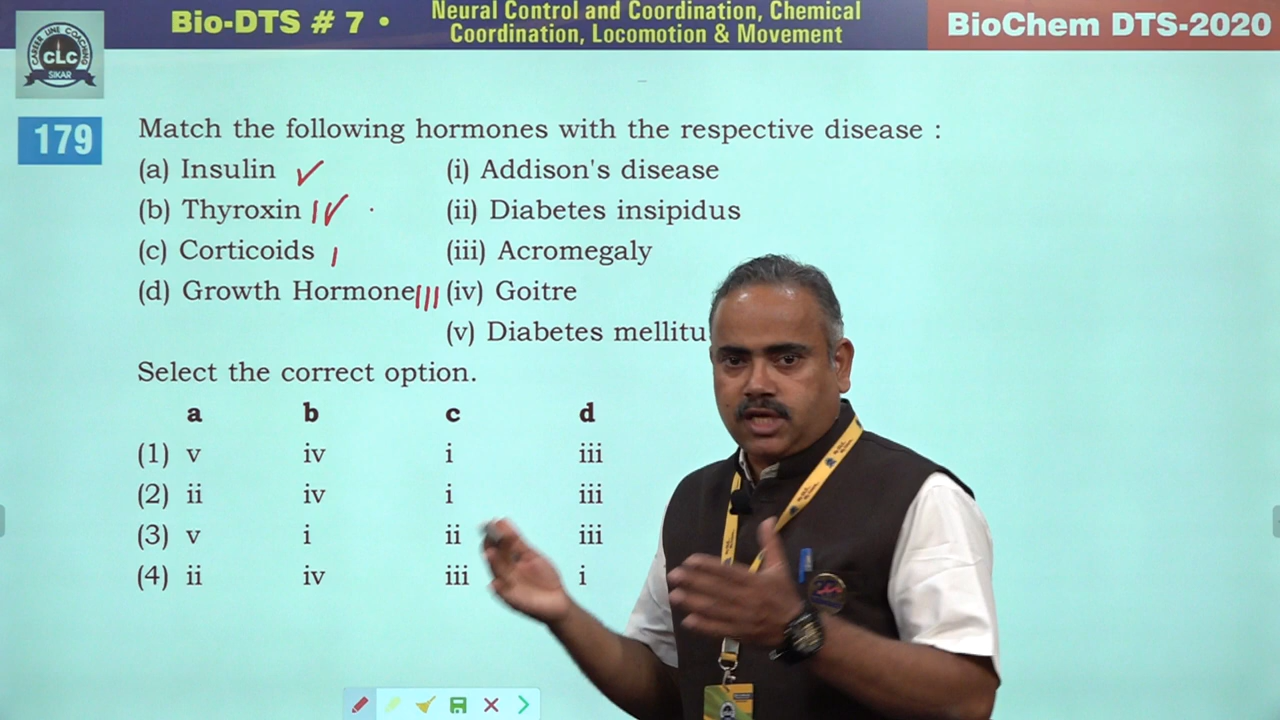 Bio-DTS # 7 •
Neural Control and Coordination, Chemical
Coordination, Locomotion & Movement
BioChem DTS-2020
CAREER LINE COACHING
CLC
SIKAR
179
Match the following hormones with the respective disease :
(a) Insulin (i) Addison's disease
(b) Thyroxin IV (ii) Diabetes insipidus
(c) Corticoids I (iii) Acromegaly
(d) Growth Hormone III (iv) Goitre
(v) Diabetes mellitu
Select the correct option.
a b c d
(1) v iv i iii
(2) ii iv i iii
(3) v i ii iii
(4) ii iv iii i